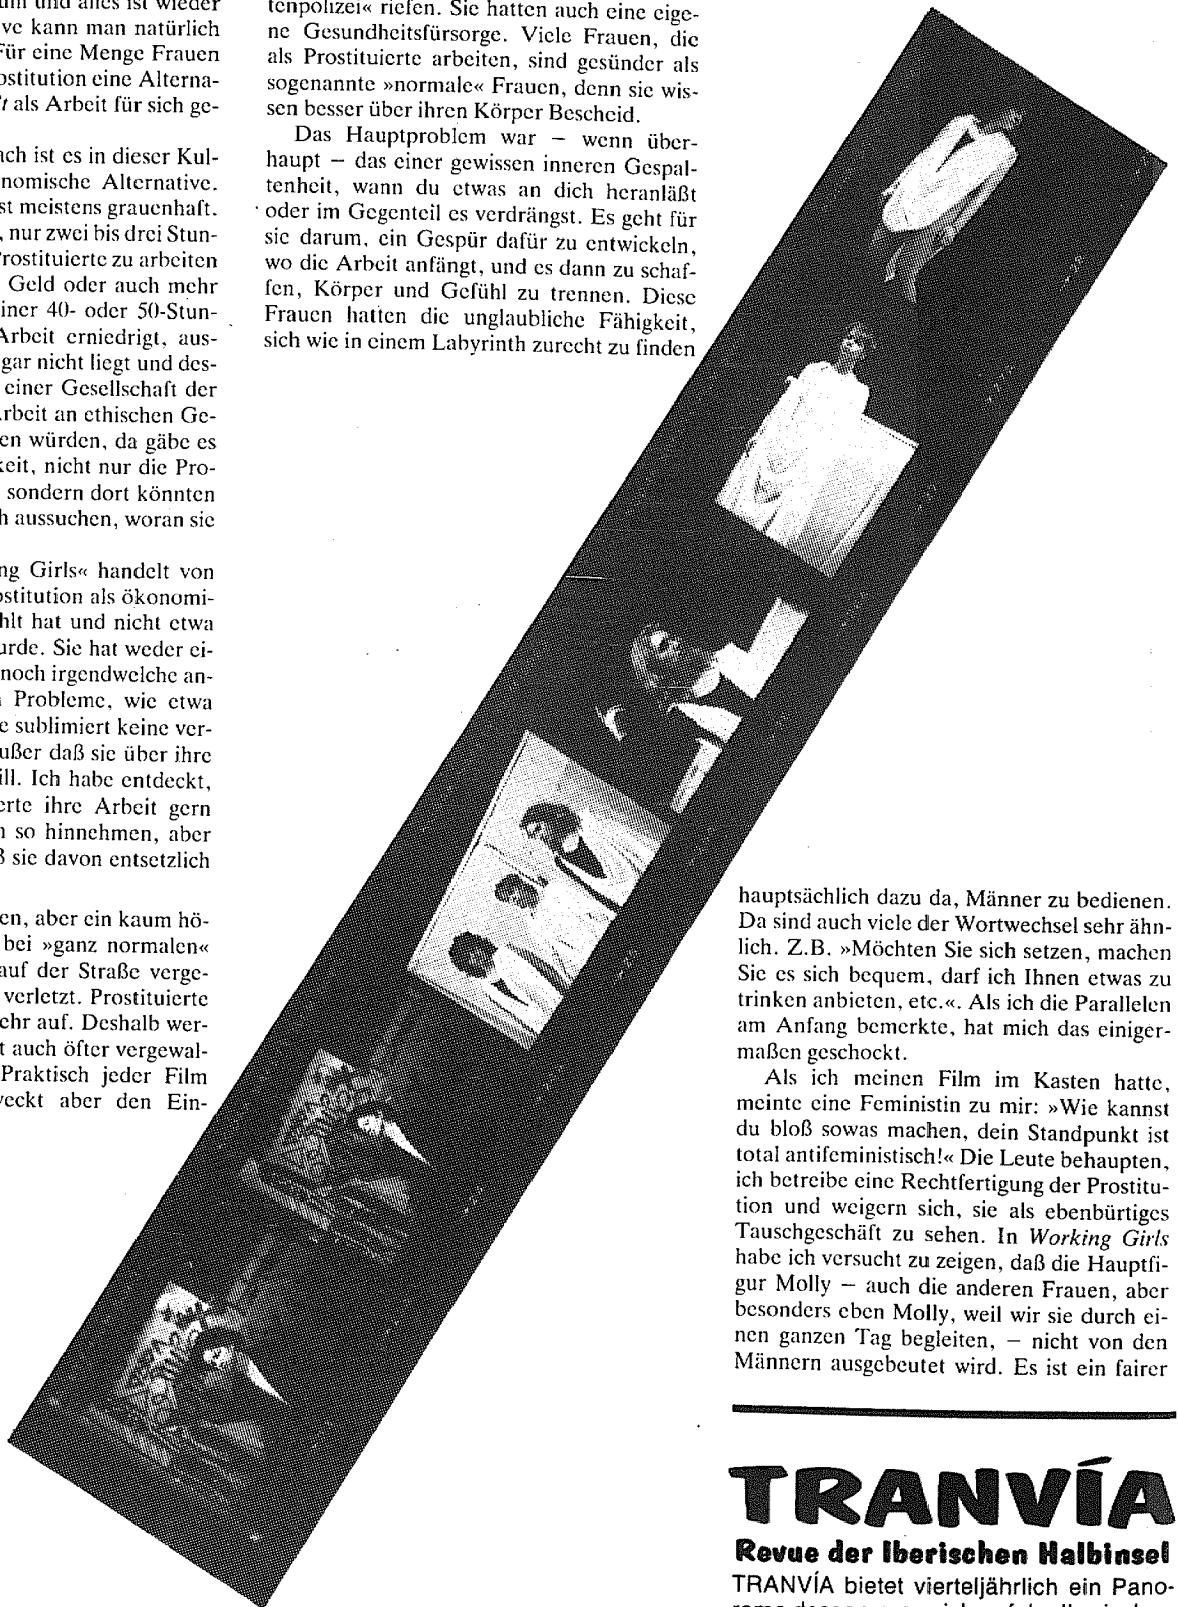 und alles ist wieder
ve kann man natürlich
Für eine Menge Frauen
ostitution eine Alterna-
't als Arbeit für sich ge-
ach ist es in dieser Kul-
nomische Alternative.
st meistens grauenhaft.
, nur zwei bis drei Stun-
Prostituierte zu arbeiten
Geld oder auch mehr
iner 40- oder 50-Stun-
Arbeit erniedrigt, aus-
gar nicht liegt und des-
einer Gesellschaft der
rbeit an ethischen Ge-
en würden, da gäbe es
keit, nicht nur die Pro-
sondern dort könnten
h aussuchen, woran sie
ng Girls« handelt von
ostitution als ökonomi-
hlt hat und nicht etwa
urde. Sie hat weder ei-
noch irgendwelche an-
Probleme, wie etwa
e sublimiert keine ver-
ußer daß sie über ihre
ill. Ich habe entdeckt,
erte ihre Arbeit gern
n so hinnehmen, aber
ß sie davon entsetzlich
en, aber ein kaum hö-
bei »ganz normalen«
auf der Straße verge-
verletzt. Prostituierte
ehr auf. Deshalb wer-
t auch öfter vergewal-
Praktisch jeder Film
weckt aber den Ein-
tenpolizei« riefen. Sie hatten auch eine eige-
ne Gesundheitsfürsorge. Viele Frauen, die
als Prostituierte arbeiten, sind gesünder als
sogenannte »normale« Frauen, denn sie wis-
sen besser über ihren Körper Bescheid.
Das Hauptproblem war – wenn über-
haupt – das einer gewissen inneren Gespal-
tenheit, wann du etwas an dich heranläßt
oder im Gegenteil es verdrängst. Es geht für
sie darum, ein Gespür dafür zu entwickeln,
wo die Arbeit anfängt, und es dann zu schaf-
fen, Körper und Gefühl zu trennen. Diese
Frauen hatten die unglaubliche Fähigkeit,
sich wie in einem Labyrinth zurecht zu finden
hauptsächlich dazu da, Männer zu bedienen.
Da sind auch viele der Wortwechsel sehr ähn-
lich. Z.B. »Möchten Sie sich setzen, machen
Sie es sich bequem, darf ich Ihnen etwas zu
trinken anbieten, etc.«. Als ich die Parallelen
am Anfang bemerkte, hat mich das einiger-
maßen geschockt.
Als ich meinen Film im Kasten hatte,
meinte eine Feministin zu mir: »Wie kannst
du bloß sowas machen, dein Standpunkt ist
total antifeministisch!« Die Leute behaupten,
ich betreibe eine Rechtfertigung der Prostitu-
tion und weigern sich, sie als ebenbürtiges
Tauschgeschäft zu sehen. In Working Girls
habe ich versucht zu zeigen, daß die Hauptfi-
gur Molly – auch die anderen Frauen, aber
besonders eben Molly, weil wir sie durch ei-
nen ganzen Tag begleiten, – nicht von den
Männern ausgebeutet wird. Es ist ein fairer
TRANVÍA
Revue der Iberischen Halbinsel
TRANVÍA bietet vierteljährlich ein Pano-